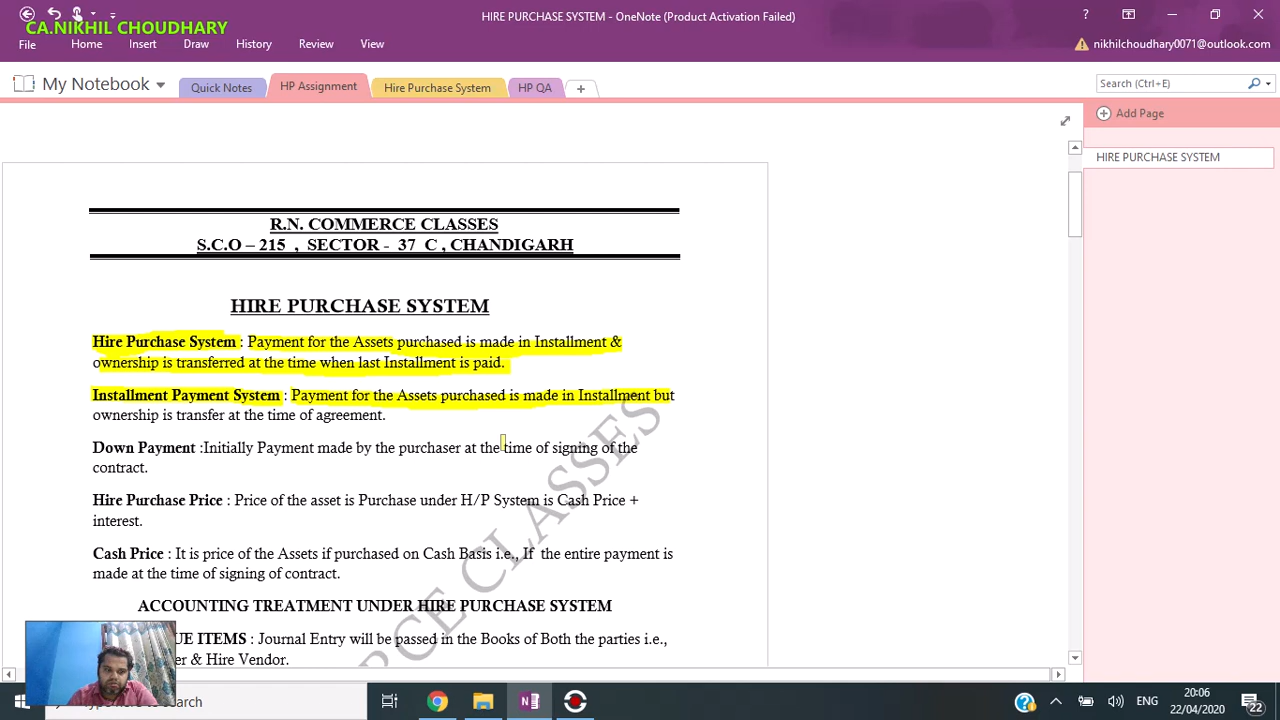 HIRE PURCHASE SYSTEM - OneNote (Product Activation Failed)
CA.NIKHIL CHOUDHARY
File Home Insert Draw History Review View
nikhilchoudhary0071@outlook.com
My Notebook Quick Notes HP Assignment Hire Purchase System HP QA
Search (Ctrl+E)
Add Page
HIRE PURCHASE SYSTEM
R.N. COMMERCE CLASSES
S.C.O – 215 , SECTOR - 37 C , CHANDIGARH
HIRE PURCHASE SYSTEM
Hire Purchase System : Payment for the Assets purchased is made in Installment &
ownership is transferred at the time when last Installment is paid.
Installment Payment System : Payment for the Assets purchased is made in Installment but
ownership is transfer at the time of agreement.
Down Payment :Initially Payment made by the purchaser at the time of signing of the
contract.
Hire Purchase Price : Price of the asset is Purchase under H/P System is Cash Price +
interest.
Cash Price : It is price of the Assets if purchased on Cash Basis i.e., If the entire payment is
made at the time of signing of contract.
ACCOUNTING TREATMENT UNDER HIRE PURCHASE SYSTEM
ITEMS : Journal Entry will be passed in the Books of Both the parties i.e.,
& Hire Vendor.
CLASSES
search
ENG
20:06
22/04/2020
22